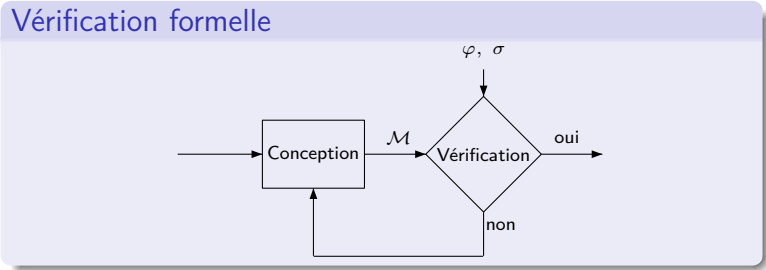 Vérification formelle
φ, σ
Conception
ℳ
Vérification
oui
non